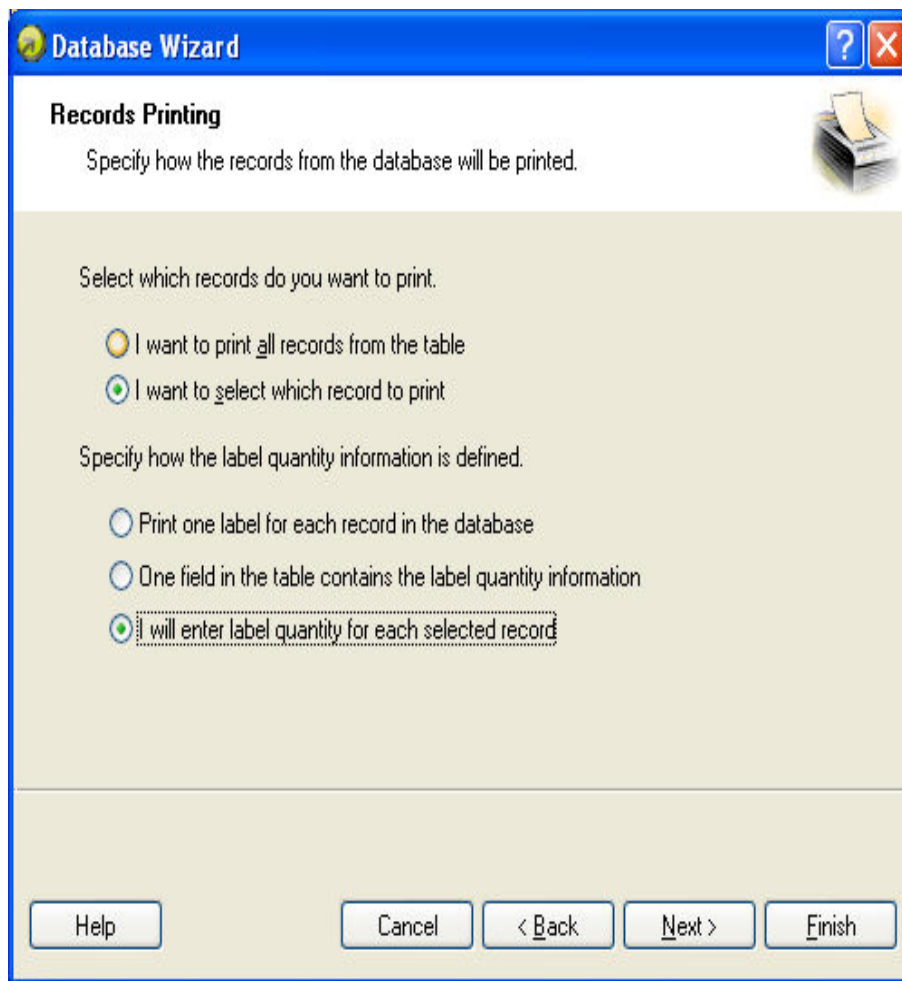 Database Wizard
Records Printing
Specify how the records from the database will be printed.
Select which records do you want to print.
I want to print all records from the table
I want to select which record to print
Specify how the label quantity information is defined.
Print one label for each record in the database
One field in the table contains the label quantity information
I will enter label quantity for each selected record
Help Cancel < Back Next > Finish